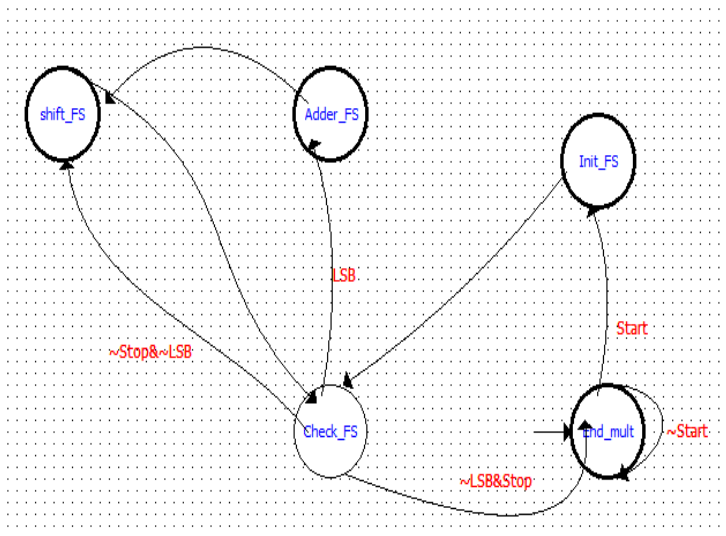 shift_FS
Adder_FS
Init_FS
LSB
Start
~Stop&~LSB
Check_FS
End_mult
~Start
~LSB&Stop